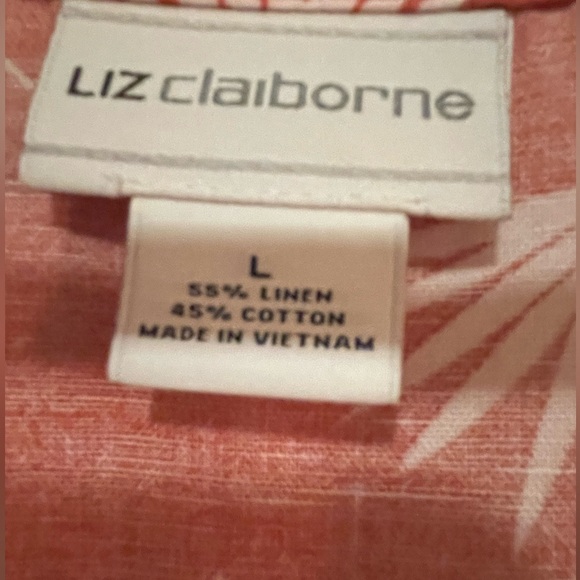 LIZ claiborne
L
55% LINEN
45% COTTON
MADE IN VIETNAM